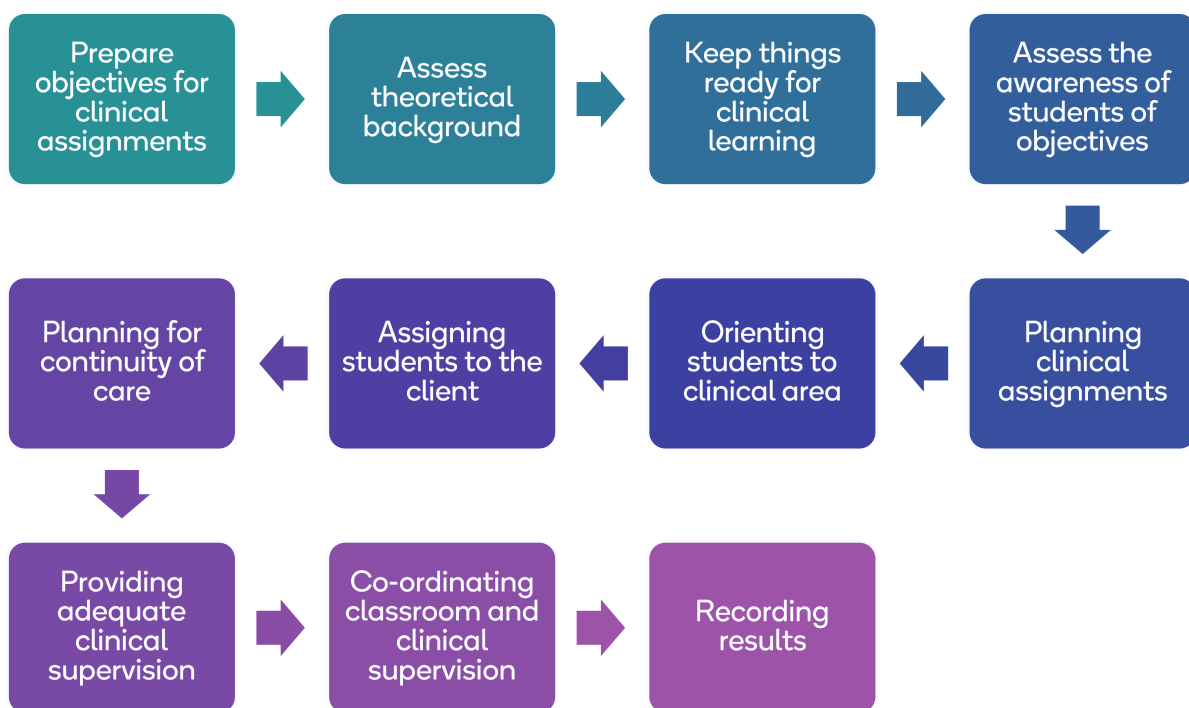 Prepare
objectives for
clinical
assignments
Assess
theoretical
background
Keep things
ready for
clinical
learning
Assess the
awareness of
students of
objectives
Planning
clinical
assignments
Orienting
students to
clinical area
Assigning
students to the
client
Planning for
continuity of
care
Providing
adequate
clinical
supervision
Co-ordinating
classroom and
clinical
supervision
Recording
results